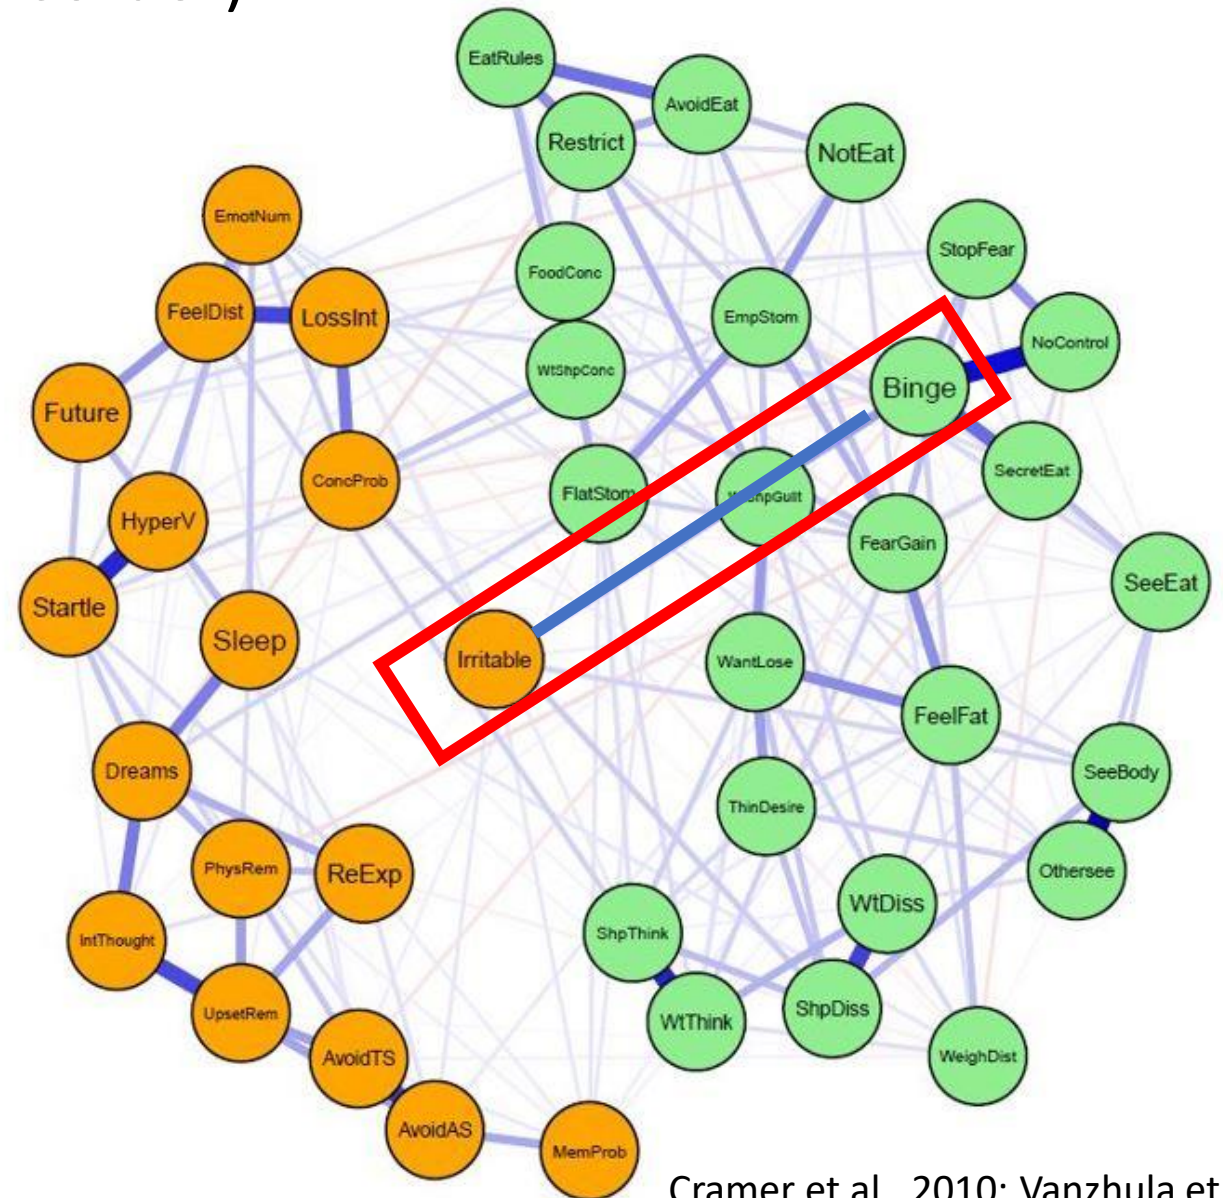 EatRules
AvoidEat
Restrict
NotEat
EmotNum
StopFear
FoodConc
FeelDist
LossInt
EmpStom
NoControl
WtShpConc
Binge
Future
ConcProb
SecretEat
FlatStom
HyperV
FearGain
SeeEat
Startle
Sleep
Irritable
WantLose
FeelFat
Dreams
SeeBody
ThinDesire
PhysRem
ReExp
Othersee
WtDiss
ShpThink
IntThought
UpsetRem
ShpDiss
WtThink
AvoidTS
WeighDist
AvoidAS
MemProb
Cramer et al., 2010; Vanzhula et